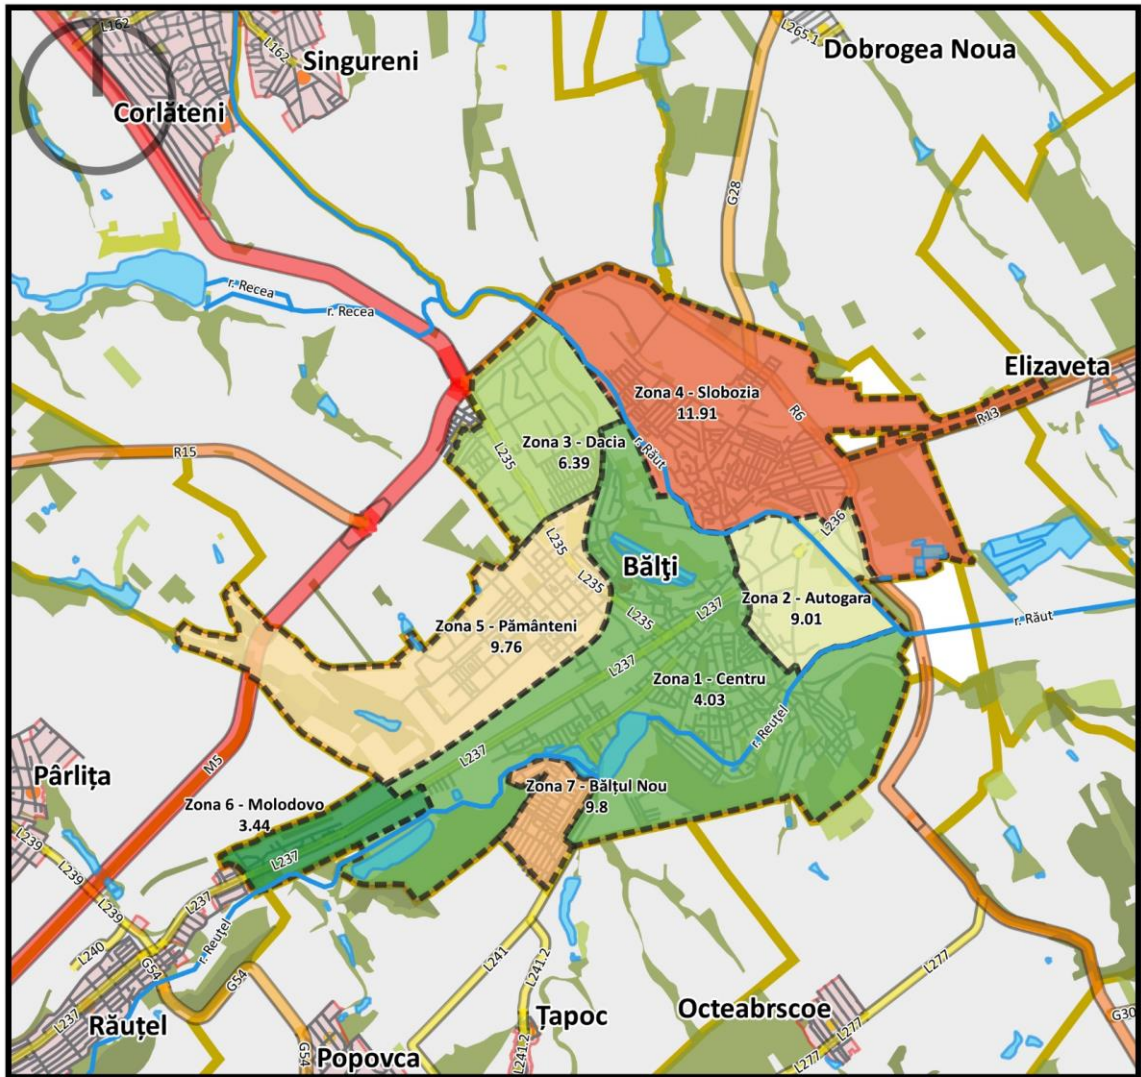 L162
L162
Singureni
Corlăteni
L265.1
Dobrogea Noua
G28
r. Recea
r. Recea
Elizaveta
R13
Zona 4 - Slobozia
11.91
R6
Zona 3 - Dacia
6.39
r. Răut
L235
R15
L236
L235
L235
Bălți
Zona 2 - Autogara
9.01
L237
L235
r. Răut
Zona 5 - Pământeni
9.76
Zona 1 - Centru
4.03
L237
r. Reuțel
L237
M5
Pârlița
Zona 7 - Bălțul Nou
9.8
Zona 6 - Molodovo
3.44
L239
L239
L237
L237
L239
L240
r. Reuțel
G54
G54
L241
L241.2
L277
L237
Răuțel
Țapoc
Octeabrscoe
G54
Popovca
L241.2
L277
L277
G30